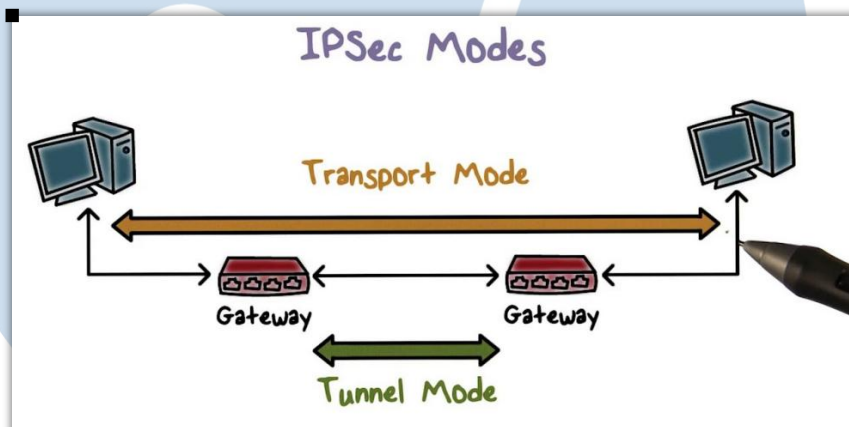 IPSec Modes
Transport Mode
Gateway
Gateway
Tunnel Mode